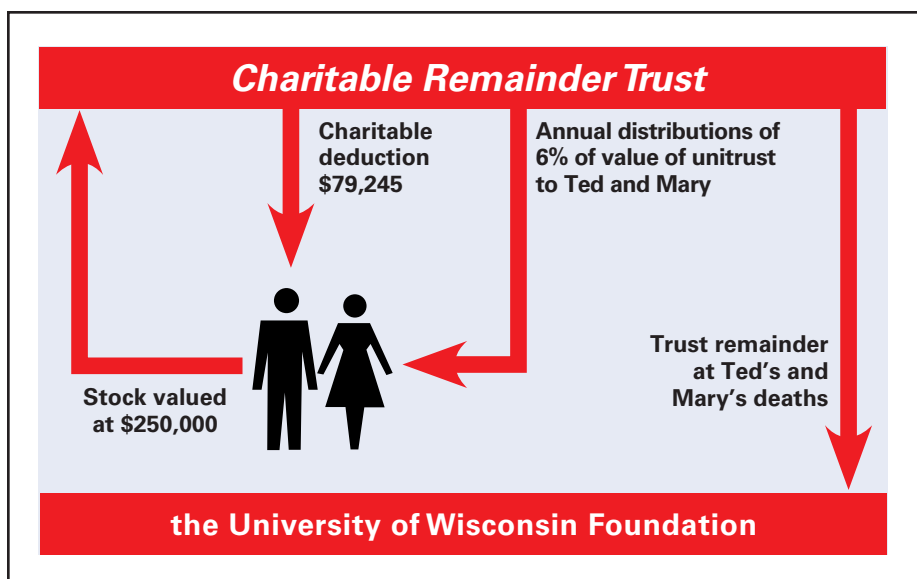 Charitable Remainder Trust
Charitable
deduction
$79,245
Annual distributions of
6% of value of unitrust
to Ted and Mary
Stock valued
at $250,000
Trust remainder
at Ted's and
Mary's deaths
the University of Wisconsin Foundation